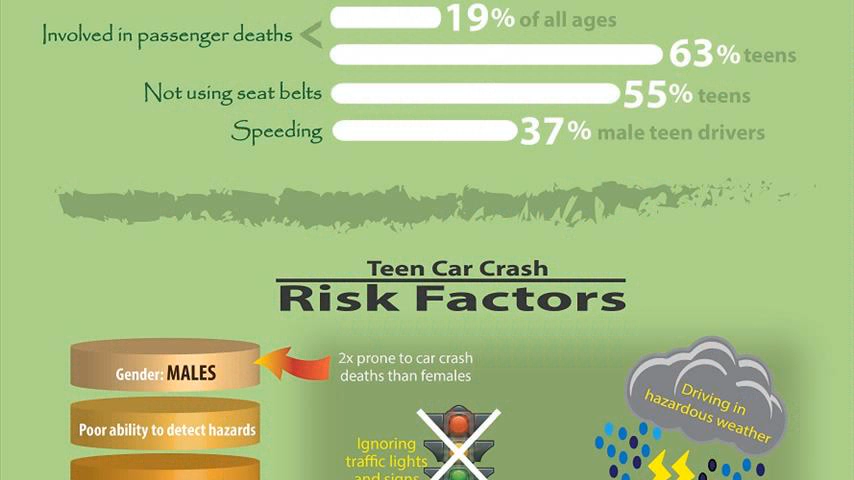 Involved in passenger deaths < 19% of all ages
63% teens
Not using seat belts 55% teens
Speeding 37% male teen drivers
Teen Car Crash
Risk Factors
Gender: MALES
2x prone to car crash
deaths than females
Poor ability to detect hazards
Ignoring
traffic lights
and signs
Driving in
hazardous weather